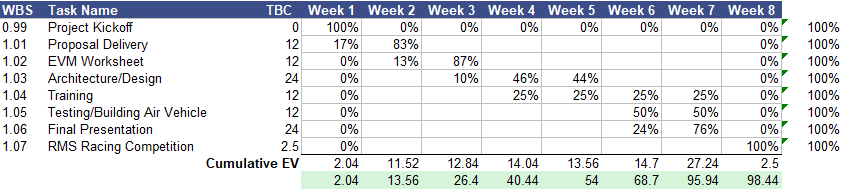 WBS Task Name TBC Week 1 Week 2 Week 3 Week 4 Week 5 Week 6 Week 7 Week 8
0.99 Project Kickoff 0 100% 0% 0% 0% 0% 0% 0% 0% 100%
1.01 Proposal Delivery 12 17% 83% 0% 100%
1.02 EVM Worksheet 12 0% 13% 87% 0% 100%
1.03 Architecture/Design 24 0% 10% 46% 44% 0% 100%
1.04 Training 12 0% 25% 25% 25% 25% 0% 100%
1.05 Testing/Building Air Vehicle 12 0% 50% 50% 0% 100%
1.06 Final Presentation 24 0% 24% 76% 0% 100%
1.07 RMS Racing Competition 2.5 0% 100% 100%
Cumulative EV 2.04 11.52 12.84 14.04 13.56 14.7 27.24 2.5
2.04 13.56 26.4 40.44 54 68.7 95.94 98.44